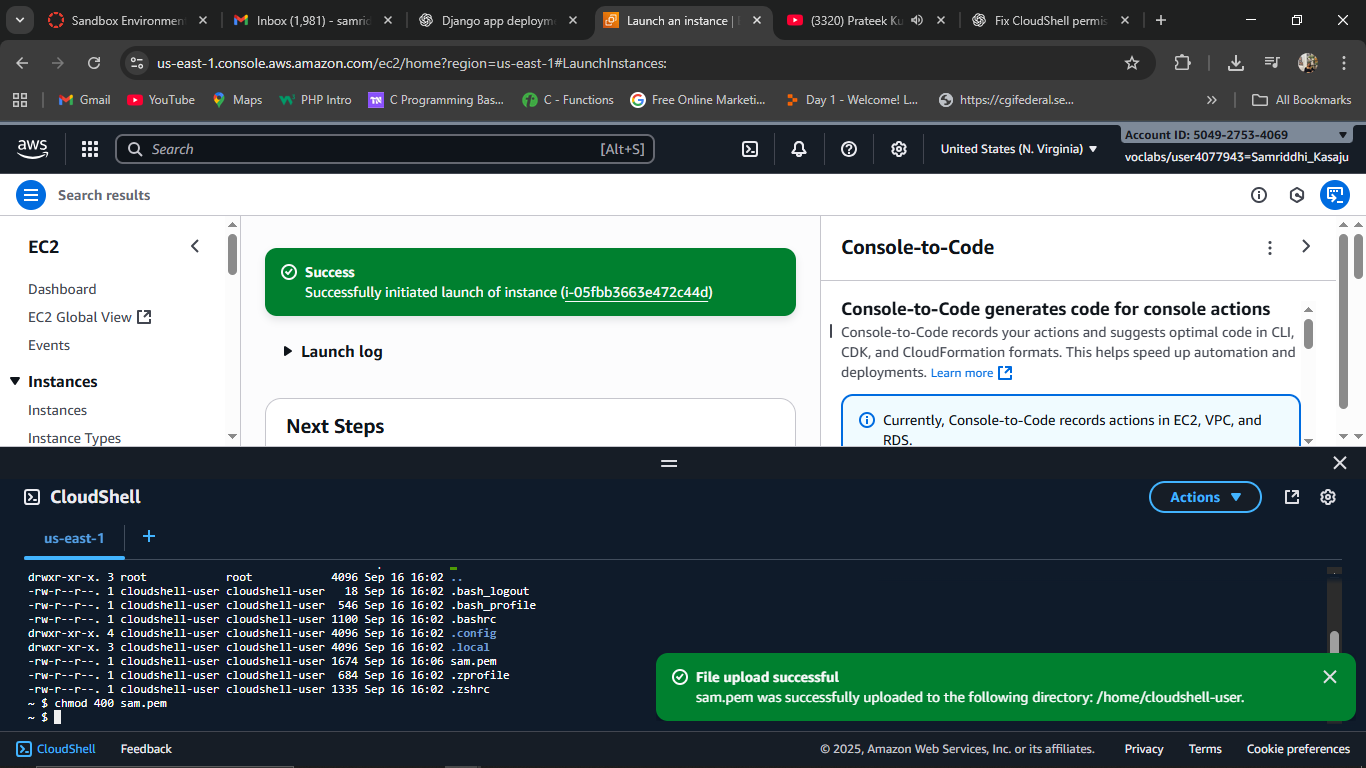 Sandbox Environmen
Inbox (1,981) - samrid
Django app deploym
Launch an instance |
(3320) Prateek Ku
Fix CloudShell permis
us-east-1.console.aws.amazon.com/ec2/home?region=us-east-1#LaunchInstances:
Gmail
YouTube
Maps
PHP Intro
C Programming Bas...
C - Functions
Free Online Marketi...
Day 1 - Welcome! L...
https://cgifederal.se...
All Bookmarks
aws
Search
[Alt+S]
United States (N. Virginia)
Account ID: 5049-2753-4069
voclabs/user4077943=Samriddhi_Kasaju
Search results
EC2
Dashboard
EC2 Global View
Events
Instances
Instances
Instance Types
Success
Successfully initiated launch of instance (i-05fbb3663e472c44d)
Launch log
Next Steps
Console-to-Code
Console-to-Code generates code for console actions
Console-to-Code records your actions and suggests optimal code in CLI,
CDK, and CloudFormation formats. This helps speed up automation and
deployments. Learn more
Currently, Console-to-Code records actions in EC2, VPC, and
RDS.
CloudShell
Actions
us-east-1
drwxr-xr-x. 3 root root 4096 Sep 16 16:02 ..
-rw-r--r--. 1 cloudshell-user cloudshell-user 18 Sep 16 16:02 .bash_logout
-rw-r--r--. 1 cloudshell-user cloudshell-user 546 Sep 16 16:02 .bash_profile
-rw-r--r--. 1 cloudshell-user cloudshell-user 1100 Sep 16 16:02 .bashrc
drwxr-xr-x. 4 cloudshell-user cloudshell-user 4096 Sep 16 16:02 .config
drwxr-xr-x. 3 cloudshell-user cloudshell-user 4096 Sep 16 16:02 .local
-rw-r--r--. 1 cloudshell-user cloudshell-user 1674 Sep 16 16:06 sam.pem
-rw-r--r--. 1 cloudshell-user cloudshell-user 684 Sep 16 16:02 .zprofile
-rw-r--r--. 1 cloudshell-user cloudshell-user 1335 Sep 16 16:02 .zshrc
~ $ chmod 400 sam.pem
~ $
File upload successful
sam.pem was successfully uploaded to the following directory: /home/cloudshell-user.
CloudShell
Feedback
© 2025, Amazon Web Services, Inc. or its affiliates.
Privacy
Terms
Cookie preferences